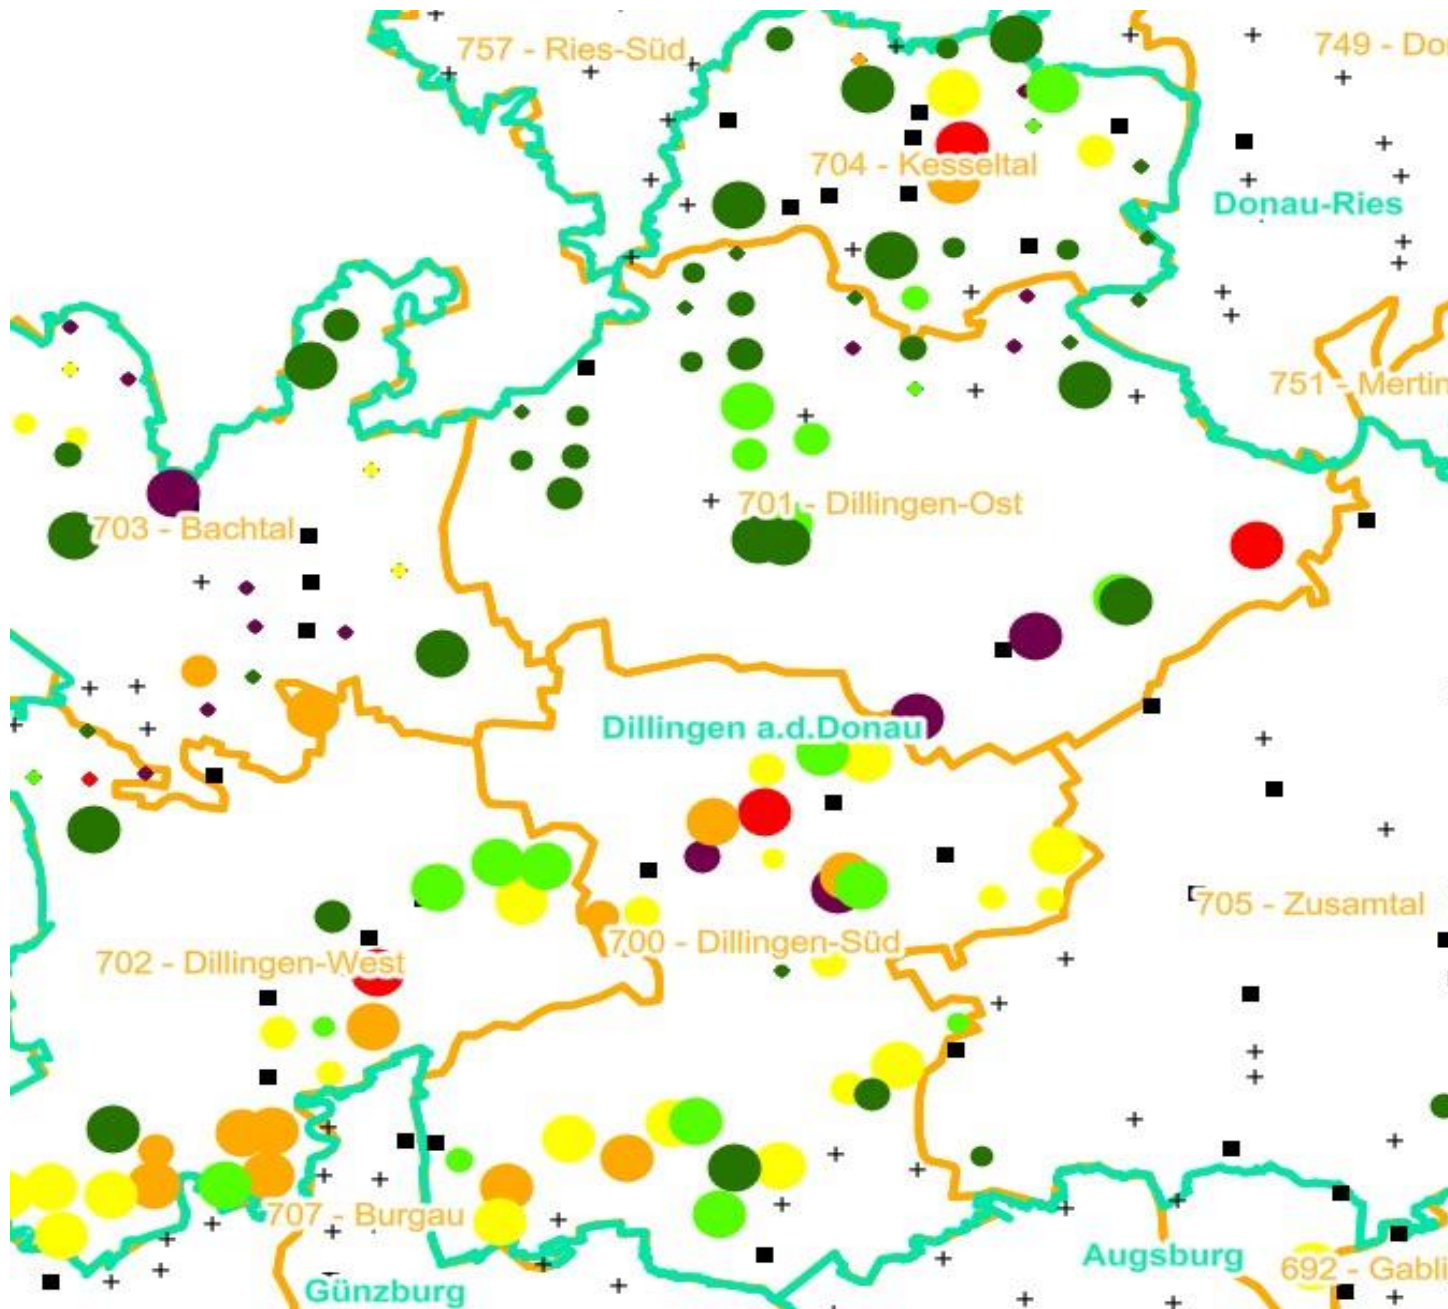 757 - Ries-Süd
749 - Do
704 - Kesseltal
Donau-Ries
751 - Mertin
701 - Dillingen-Ost
703 - Bachtal
Dillingen a.d.Donau
705 - Zusamtal
700 - Dillingen-Süd
702 - Dillingen-West
707 - Burgau
Augsburg
692 - Gabli
Günzburg